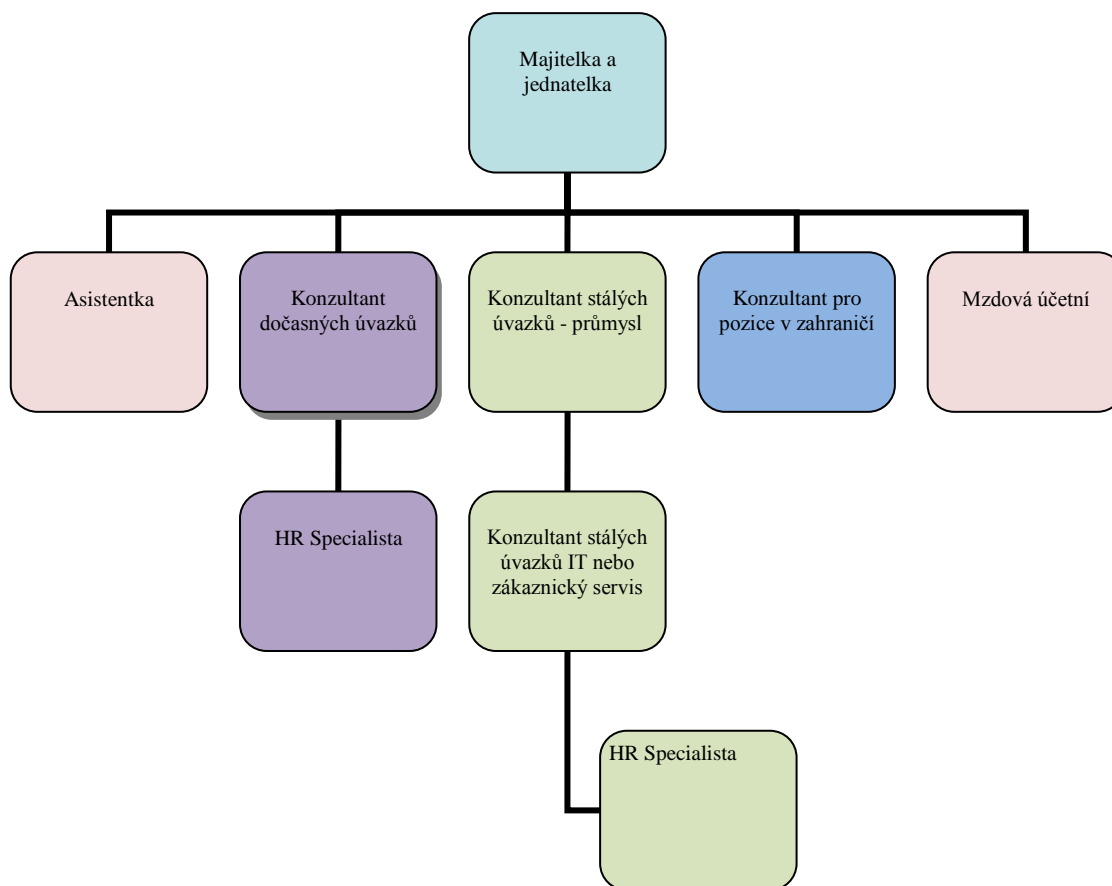 Majitelka a
jednatelka
Asistentka
Konzultant
dočasných úvazků
Konzultant stálých
úvazků - průmysl
Konzultant pro
pozice v zahraničí
Mzdová účetní
HR Specialista
Konzultant stálých
úvazků IT nebo
zákaznický servis
HR Specialista